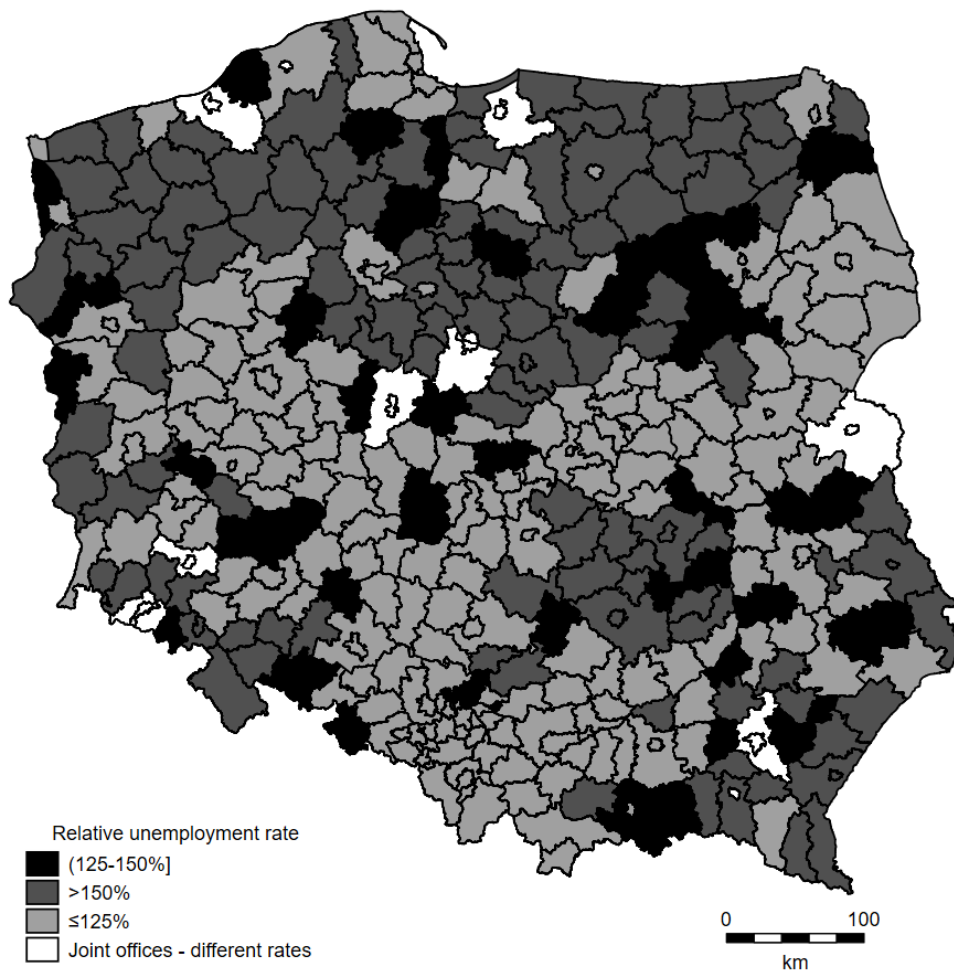 Relative unemployment rate
(125-150%]
>150%
≤125%
Joint offices - different rates
0 100
km